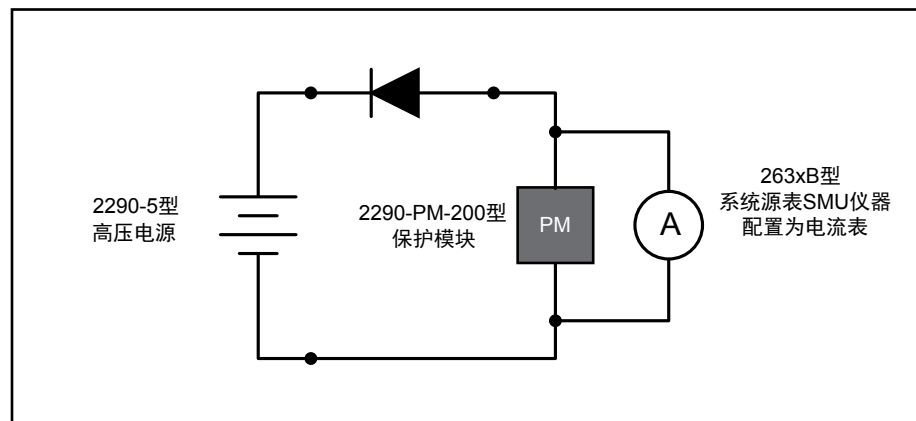 2290-5型
高压电源
2290-PM-200型
保护模块
PM
A
263xB型
系统源表SMU仪器
配置为电流表